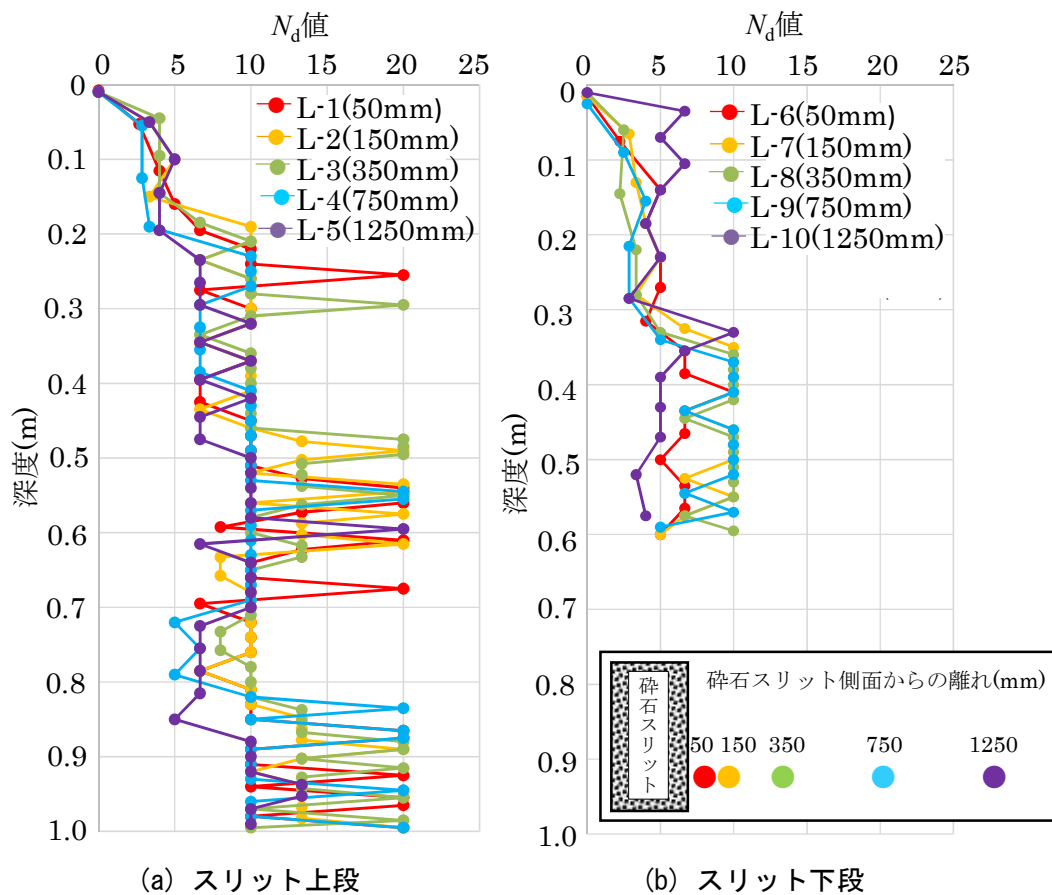 Nd値
0 5 10 15 20 25
0
0.1
0.2
0.3
0.4
0.5
0.6
0.7
0.8
0.9
1.0
深度(m)
L-1(50mm)
L-2(150mm)
L-3(350mm)
L-4(750mm)
L-5(1250mm)
(a) スリット上段
Nd値
0 5 10 15 20 25
0
0.1
0.2
0.3
0.4
0.5
0.6
0.7
0.8
0.9
1.0
深度(m)
L-6(50mm)
L-7(150mm)
L-8(350mm)
L-9(750mm)
L-10(1250mm)
砕石スリット
砕石スリット側面からの離れ(mm)
50 150 350 750 1250
(b) スリット下段